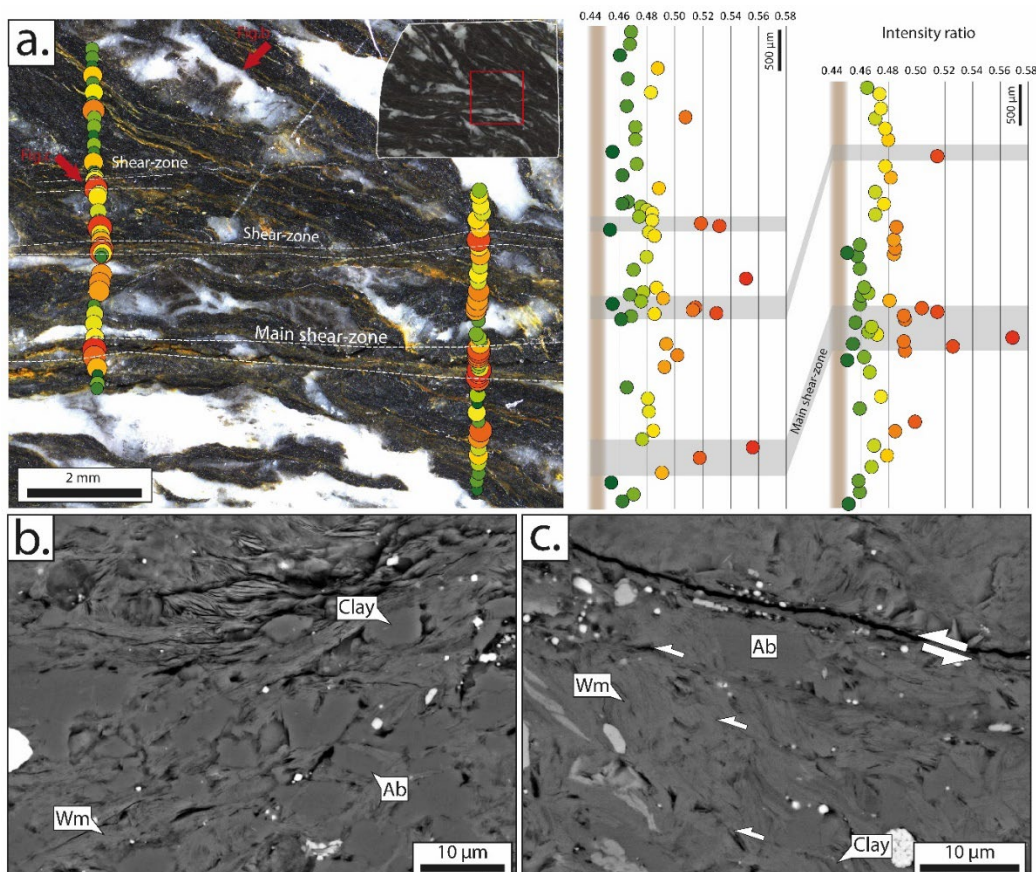 a.
Fig.b
Fig.c
Shear-zone
Shear-zone
Main shear-zone
2 mm
0.44 0.46 0.48 0.50 0.52 0.54 0.56 0.58
500 µm
Main shear-zone
Intensity ratio
0.44 0.46 0.48 0.50 0.52 0.54 0.56 0.58
500 µm
b.
Clay
Ab
Wm
10 µm
c.
Ab
Wm
Clay
10 µm